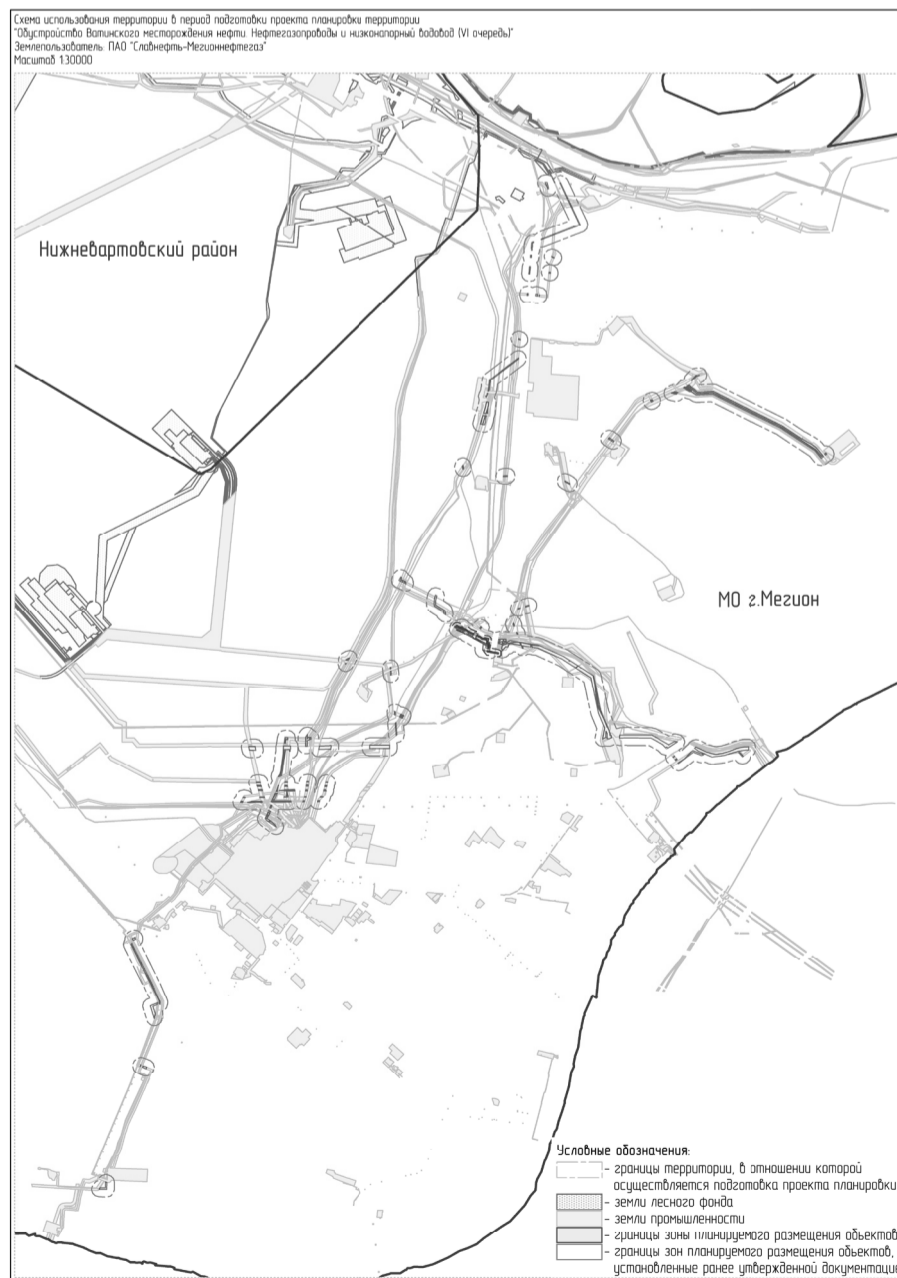 Схема использования территории в период подготовки проекта планировки территории
"Обустройство Ватинского месторождения нефти. Нефтегазопроводы и низконапорный водовод (VI очередь)"
Землепользователь: ПАО "Славнефть-Мегионнефтегаз"
Масштаб 1:30000
Нижневартовский район
МО г.Мегион
Условные обозначения:
- границы территории, в отношении которой
осуществляется подготовка проекта планировки
- земли лесного фонда
- земли промышленности
- границы зоны планируемого размещения объектов
- границы зон планируемого размещения объектов,
установленные ранее утвержденной документацие